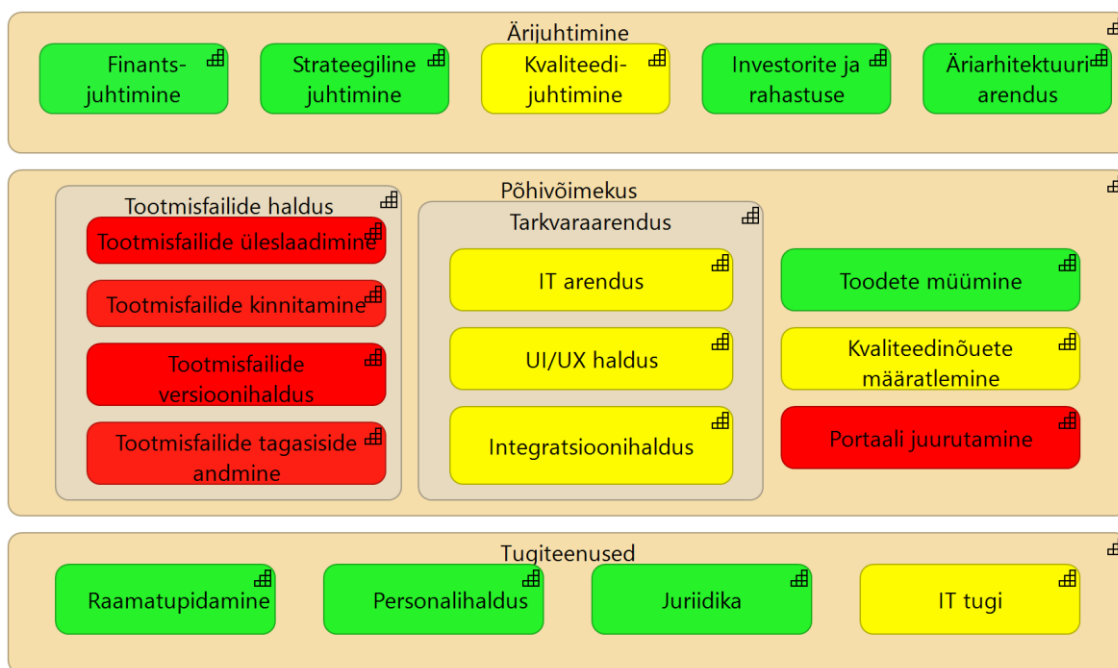 Ärijuhtimine
Finants-
juhtimine
Strateegiline
juhtimine
Kvaliteedi-
juhtimine
Investorite ja
rahastuse
Äriarhitektuuri
arendus
Põhivõimekus
Tootmisfailide haldus
Tootmisfailide üleslaadimine
Tootmisfailide kinnitamine
Tootmisfailide
versioonihaldus
Tootmisfailide tagasiside
andmine
Tarkvaraarendus
IT arendus
UI/UX haldus
Integratsioonihaldus
Toodete müümine
Kvaliteedinõuete
määratlemine
Portaali juurutamine
Tugiteenused
Raamatupidamine
Personalihaldus
Juriidika
IT tugi